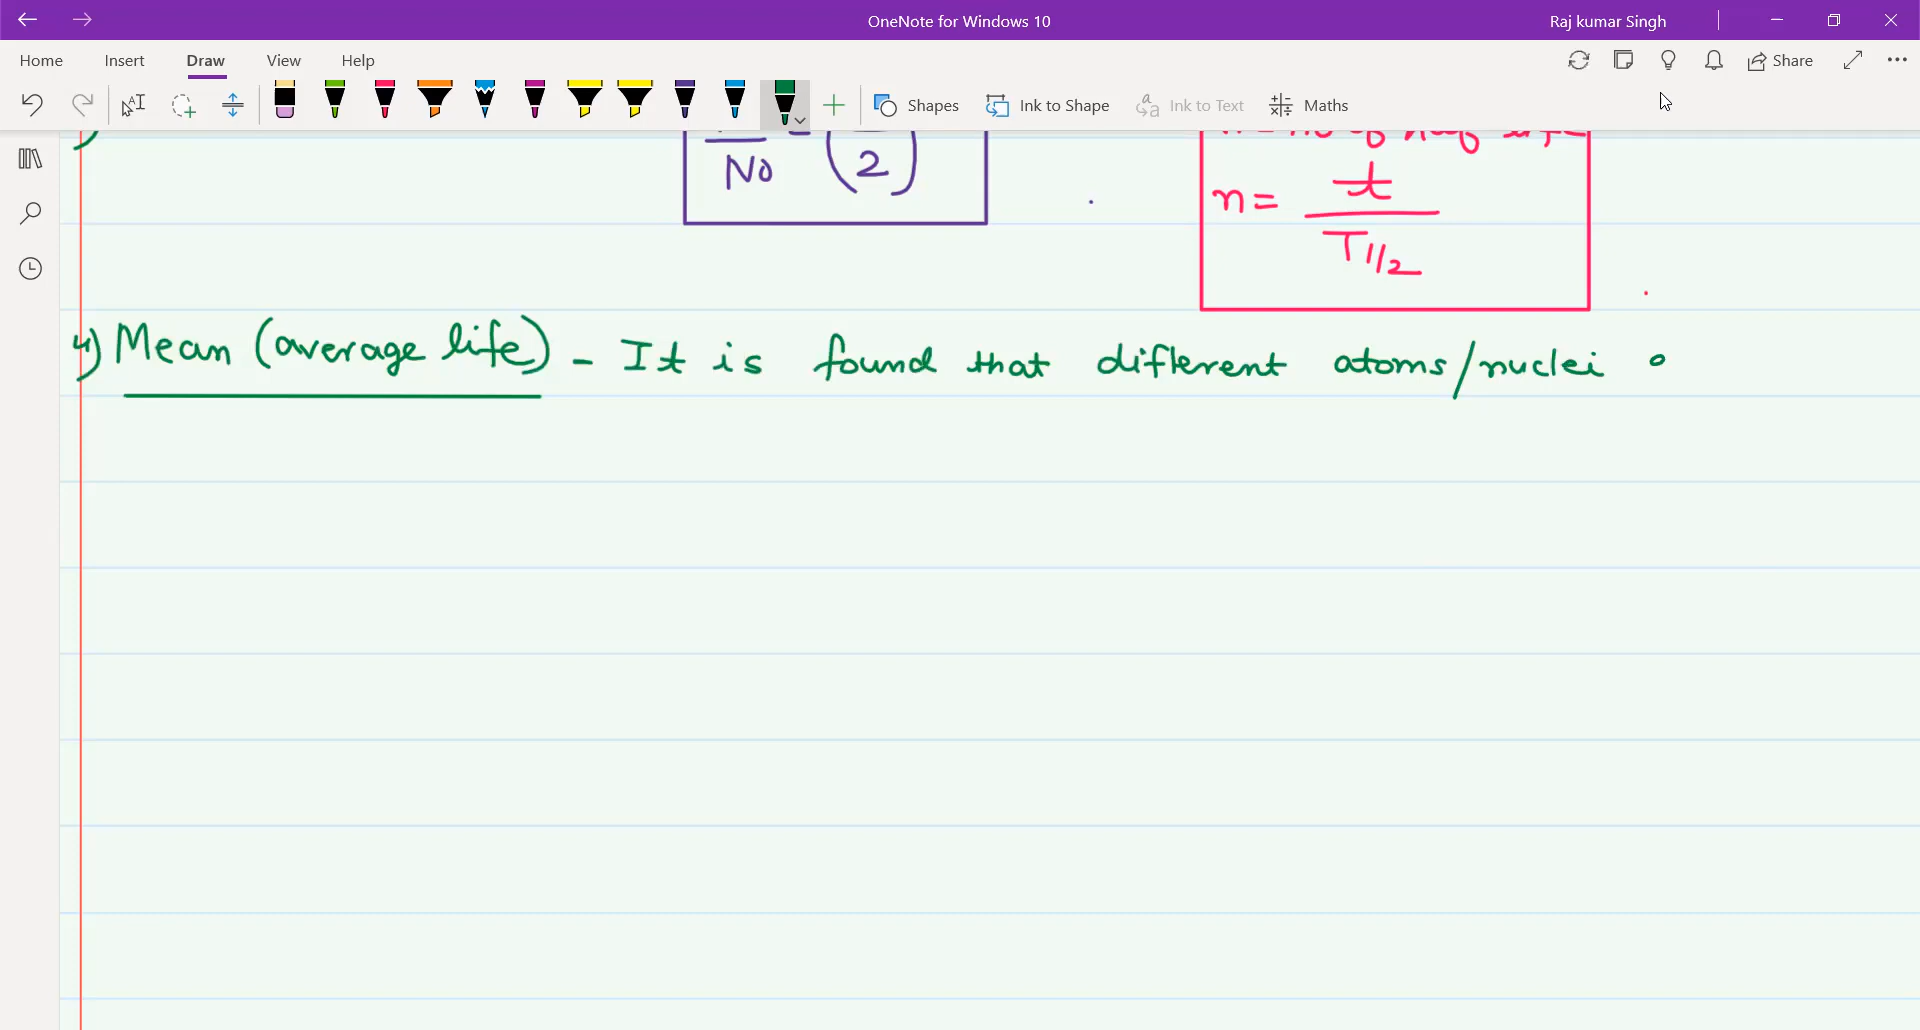 OneNote for Windows 10
Raj kumar Singh
Home Insert Draw View Help
Share
Shapes
Ink to Shape
Ink to Text
Maths
No
2
n = t
T 1/2
4) Mean (average life) - It is found that different atoms/nuclei o